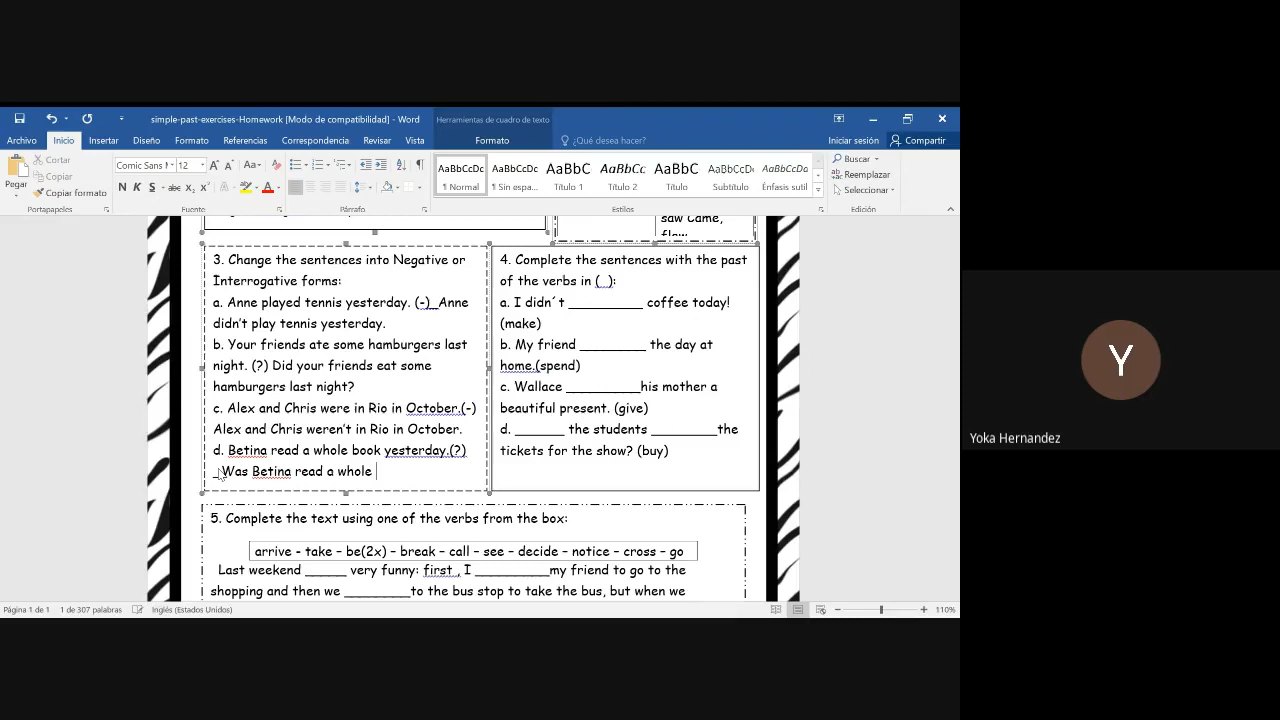 simple-past-exercises-Homework [Modo de compatibilidad] - Word
Herramientas de cuadro de texto
Archivo Inicio Insertar Diseño Formato Referencias Correspondencia Revisar Vista Formato ¿Qué desea hacer? Iniciar sesión Compartir
Pegar
Cortar
Copiar
Copiar formato
Comic Sans M 12
N K S abc x₂ x²
AaBbCcDc AaBbCcDc AaBbC AaBbCc AaBbC AaBbCcD AaBbCcDc
¶ Normal ¶ Sin espa... Título 1 Título 2 Título Subtítulo Énfasis sutil
Buscar
Reemplazar
Seleccionar
Portapapeles Fuente Párrafo Estilos Edición
saw Came,
3. Change the sentences into Negative or
Interrogative forms:
a. Anne played tennis yesterday. (-)__Anne
didn't play tennis yesterday.
b. Your friends ate some hamburgers last
night. (?) Did your friends eat some
hamburgers last night?
c. Alex and Chris were in Rio in October.(-)
Alex and Chris weren't in Rio in October.
d. Betina read a whole book yesterday.(?)
_Was Betina read a whole
4. Complete the sentences with the past
of the verbs in ( ):
a. I didn´t __________ coffee today!
(make)
b. My friend _________ the day at
home.(spend)
c. Wallace __________his mother a
beautiful present. (give)
d. _______ the students _________the
tickets for the show? (buy)
5. Complete the text using one of the verbs from the box:
arrive - take – be(2x) – break – call – see – decide – notice – cross – go
Last weekend ______ very funny: first , I __________my friend to go to the
shopping and then we _________to the bus stop to take the bus, but when we
Página 1 de 1 1 de 307 palabras Inglés (Estados Unidos) 110%
Y
Yoka Hernandez